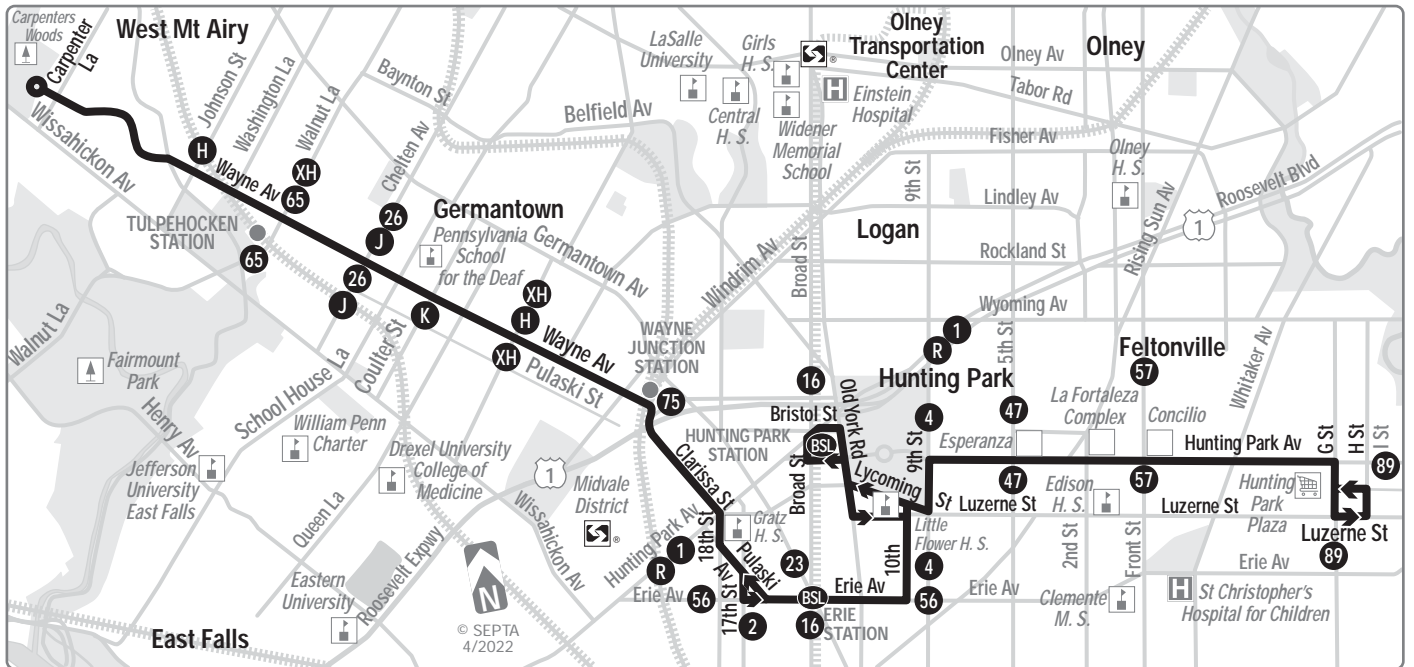 Carpenters
Woods
Carpenter
La
West Mt Airy
Johnson St
Washington La
Walnut La
Baynton St
Chelten Av
Belfield Av
LaSalle
University
Girls
H. S.
Central
H. S.
Widener
Memorial
School
Olney
Transportation
Center
H
Einstein
Hospital
Olney Av
Olney
Tabor Rd
Fisher Av
Olney
H. S.
9th St
Lindley Av
Logan
Rockland St
Rising Sun Av
1
Roosevelt Blvd
Wyoming Av
Wissahickon Av
H
Wayne Av
XH
65
TULPEHOCKEN
STATION
65
26
J
Germantown
Pennsylvania
School
for the Deaf
Germantown Av
Windrim Av
Broad St
26
J
K
XH
H
XH
Wayne Av
Pulaski St
WAYNE
JUNCTION
STATION
75
Walnut La
Fairmount
Park
Henry Av
School House La
Coulter St
William Penn
Charter
Jefferson
University
East Falls
Drexel University
College of
Medicine
Queen La
Eastern
University
Roosevelt Expwy
East Falls
N
© SEPTA
4/2022
1
Wissahickon Av
Midvale
District
Hunting Park Av
R
1
Erie Av
56
Clarissa St
18th St
Gratz
H. S.
Pulaski
Av
17th St
2
23
BSL
16
ERIE
STATION
Erie Av
HUNTING PARK
STATION
16
Bristol St
BSL
Broad St
Old York Rd
Lycoming
St
10th
9th St
4
Little
Flower H. S.
4
56
Hunting Park
R
1
5th St
47
Esperanza
47
Luzerne St
La Fortaleza
Complex
Feltonville
57
Concilio
57
Edison
H. S.
2nd St
Front St
Erie Av
Clemente
M. S.
Whitaker Av
Hunting Park Av
Luzerne St
Hunting
Park
Plaza
G St
H St
I St
89
Luzerne St
89
Erie Av
H
St Christopher's
Hospital for Children